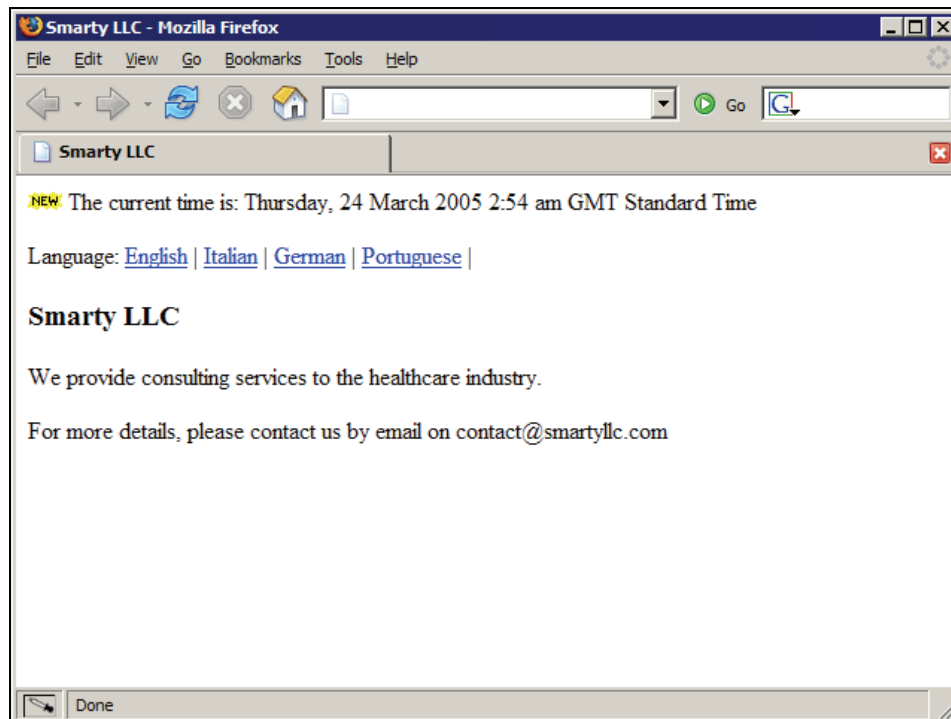 Smarty LLC - Mozilla Firefox
File Edit View Go Bookmarks Tools Help
Go G
Smarty LLC
NEW The current time is: Thursday, 24 March 2005 2:54 am GMT Standard Time
Language: English | Italian | German | Portuguese |
Smarty LLC
We provide consulting services to the healthcare industry.
For more details, please contact us by email on contact@smartyllc.com
Done